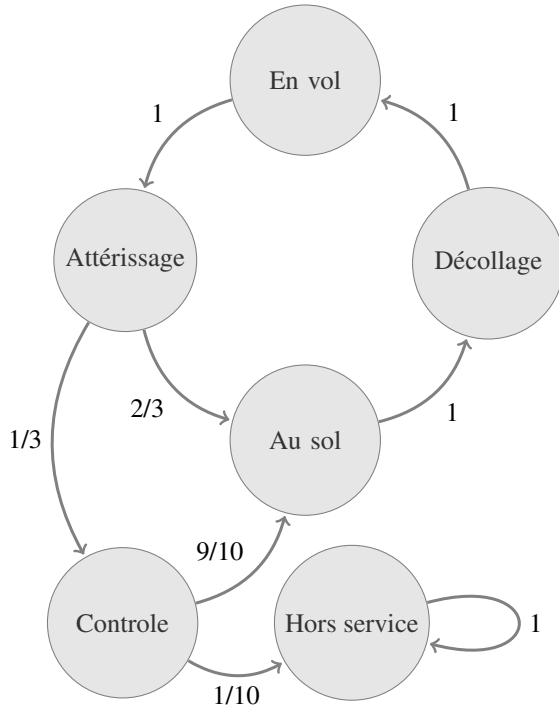 En vol
1
1
Attérissage
Décollage
2/3
1
1/3
Au sol
9/10
Controle
Hors service
1
1/10